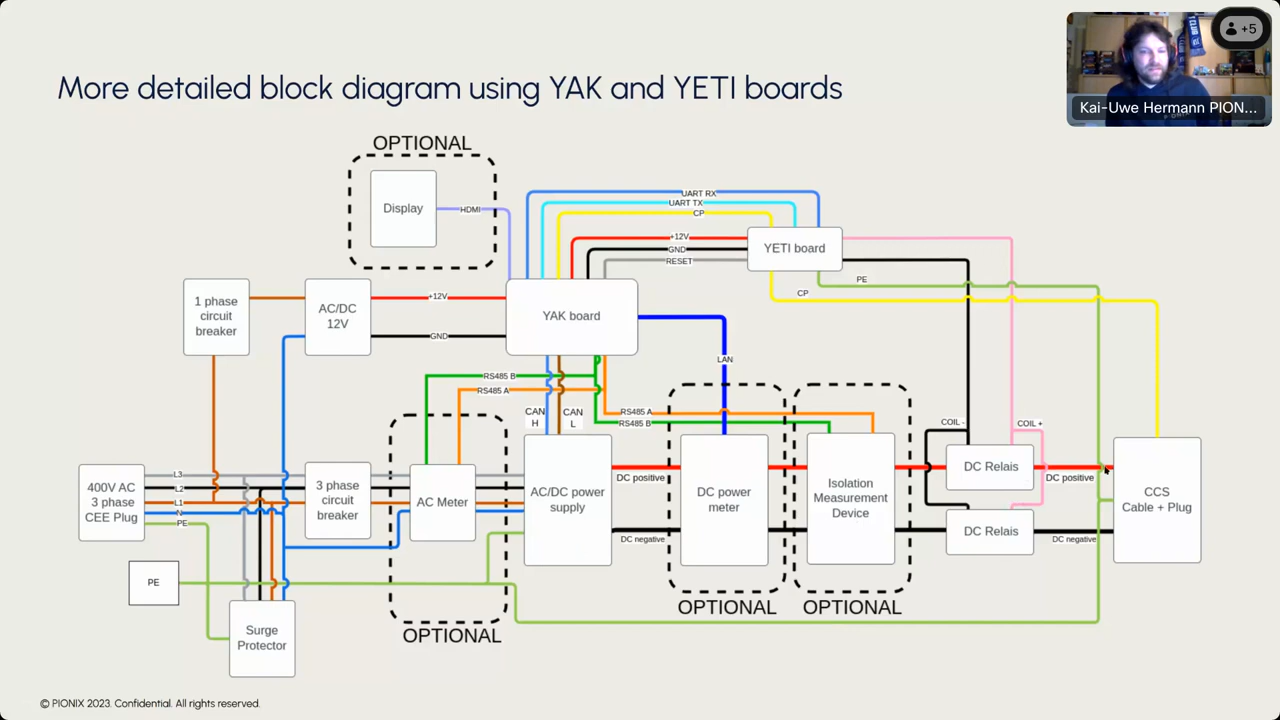 +5
Kai-Uwe Hermann PION...
More detailed block diagram using YAK and YETI boards
OPTIONAL
Display
HDMI
UART RX
UART TX
CP
+12V
GND
RESET
YETI board
PE
CP
1 phase
circuit
breaker
AC/DC
12V
+12V
GND
YAK board
LAN
RS485 B
RS485 A
CAN
H
CAN
L
RS485 A
RS485 B
COIL -
COIL +
400V AC
3 phase
CEE Plug
L3
L2
L1
N
PE
3 phase
circuit
breaker
AC Meter
AC/DC power
supply
DC positive
DC negative
DC power
meter
Isolation
Measurement
Device
DC Relais
DC Relais
DC positive
DC negative
CCS
Cable + Plug
PE
Surge
Protector
OPTIONAL
OPTIONAL
OPTIONAL
© PIONIX 2023. Confidential. All rights reserved.